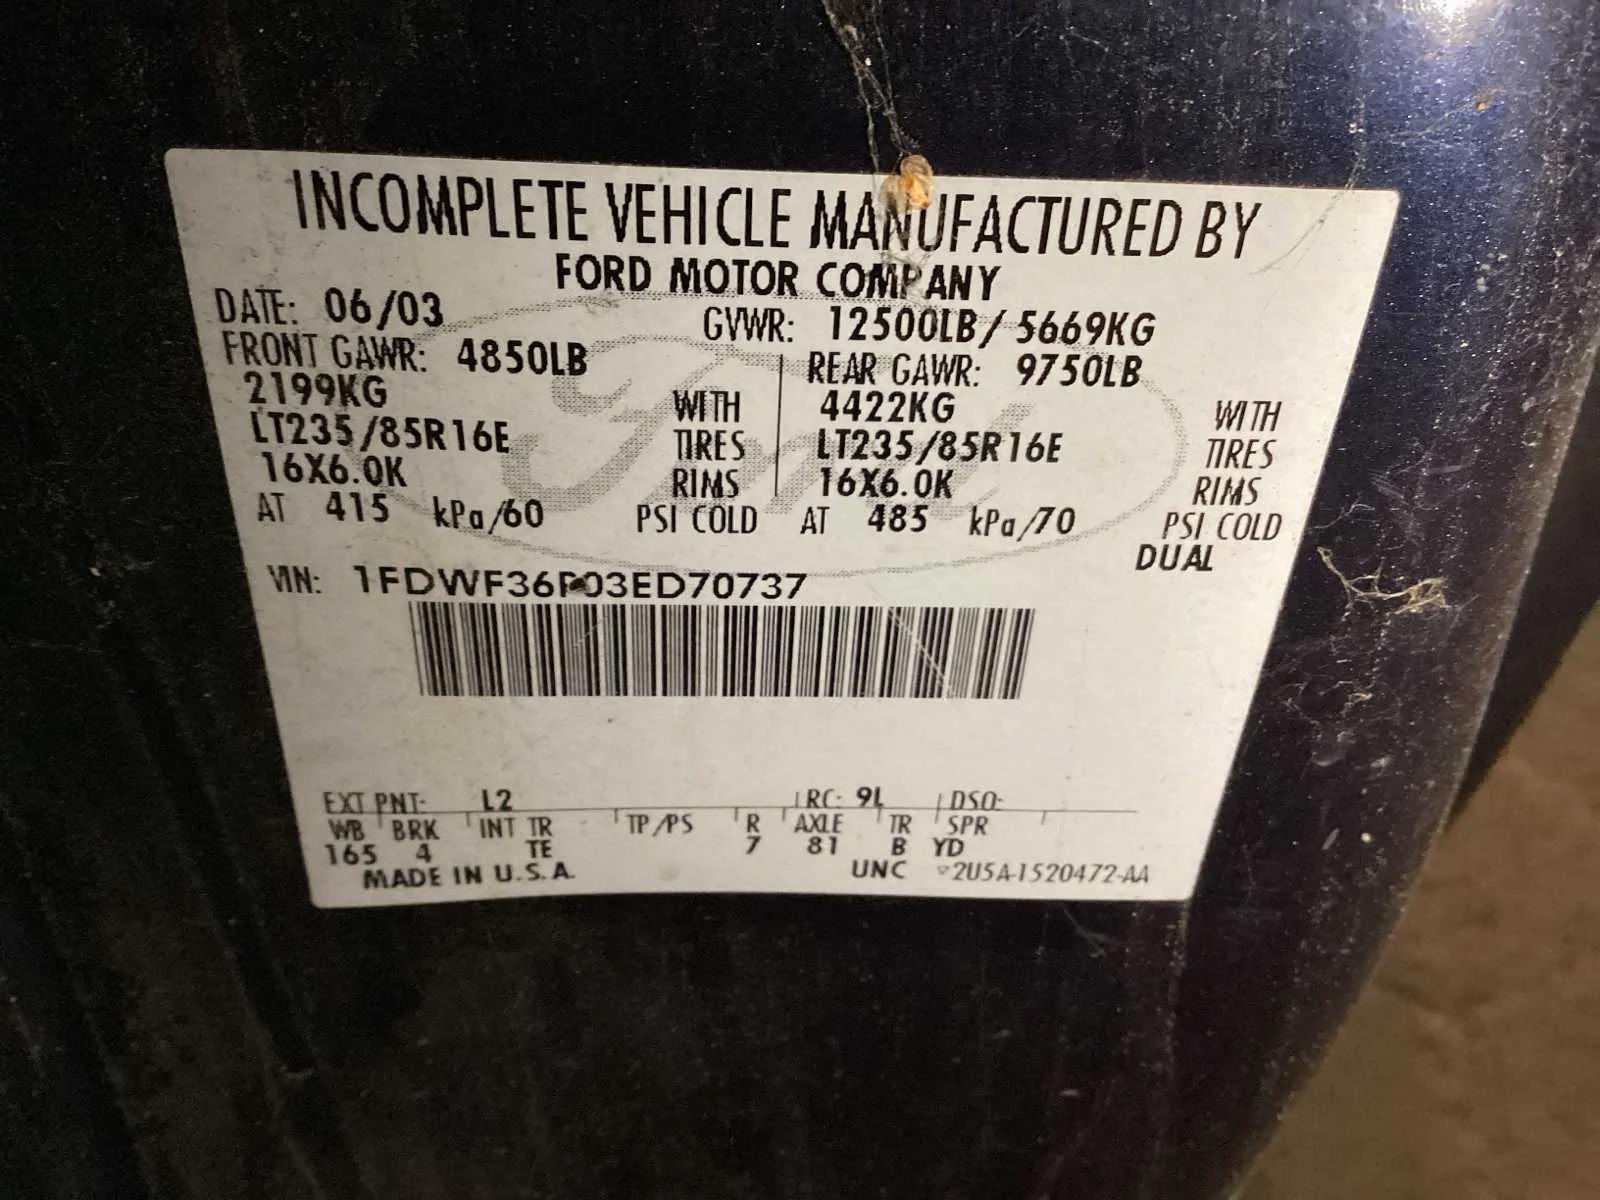 INCOMPLETE VEHICLE MANUFACTURED BY
FORD MOTOR COMPANY
DATE: 06/03 GVWR: 12500LB/ 5669KG
FRONT GAWR: 4850LB REAR GAWR: 9750LB
2199KG WITH 4422KG WITH
LT235/85R16E TIRES LT235/85R16E TIRES
16X6.0K RIMS 16X6.0K RIMS
AT 415 kPa/60 PSI COLD AT 485 kPa/70 PSI COLD
DUAL
VIN: 1FDWF36P03ED70737
EXT PNT: L2 RC: 9L DSO:
WB BRK INT TR TP/PS R AXLE TR SPR
165 4 TE 7 81 B YD
MADE IN U.S.A. UNC 2U5A-1520472-AA
Ford